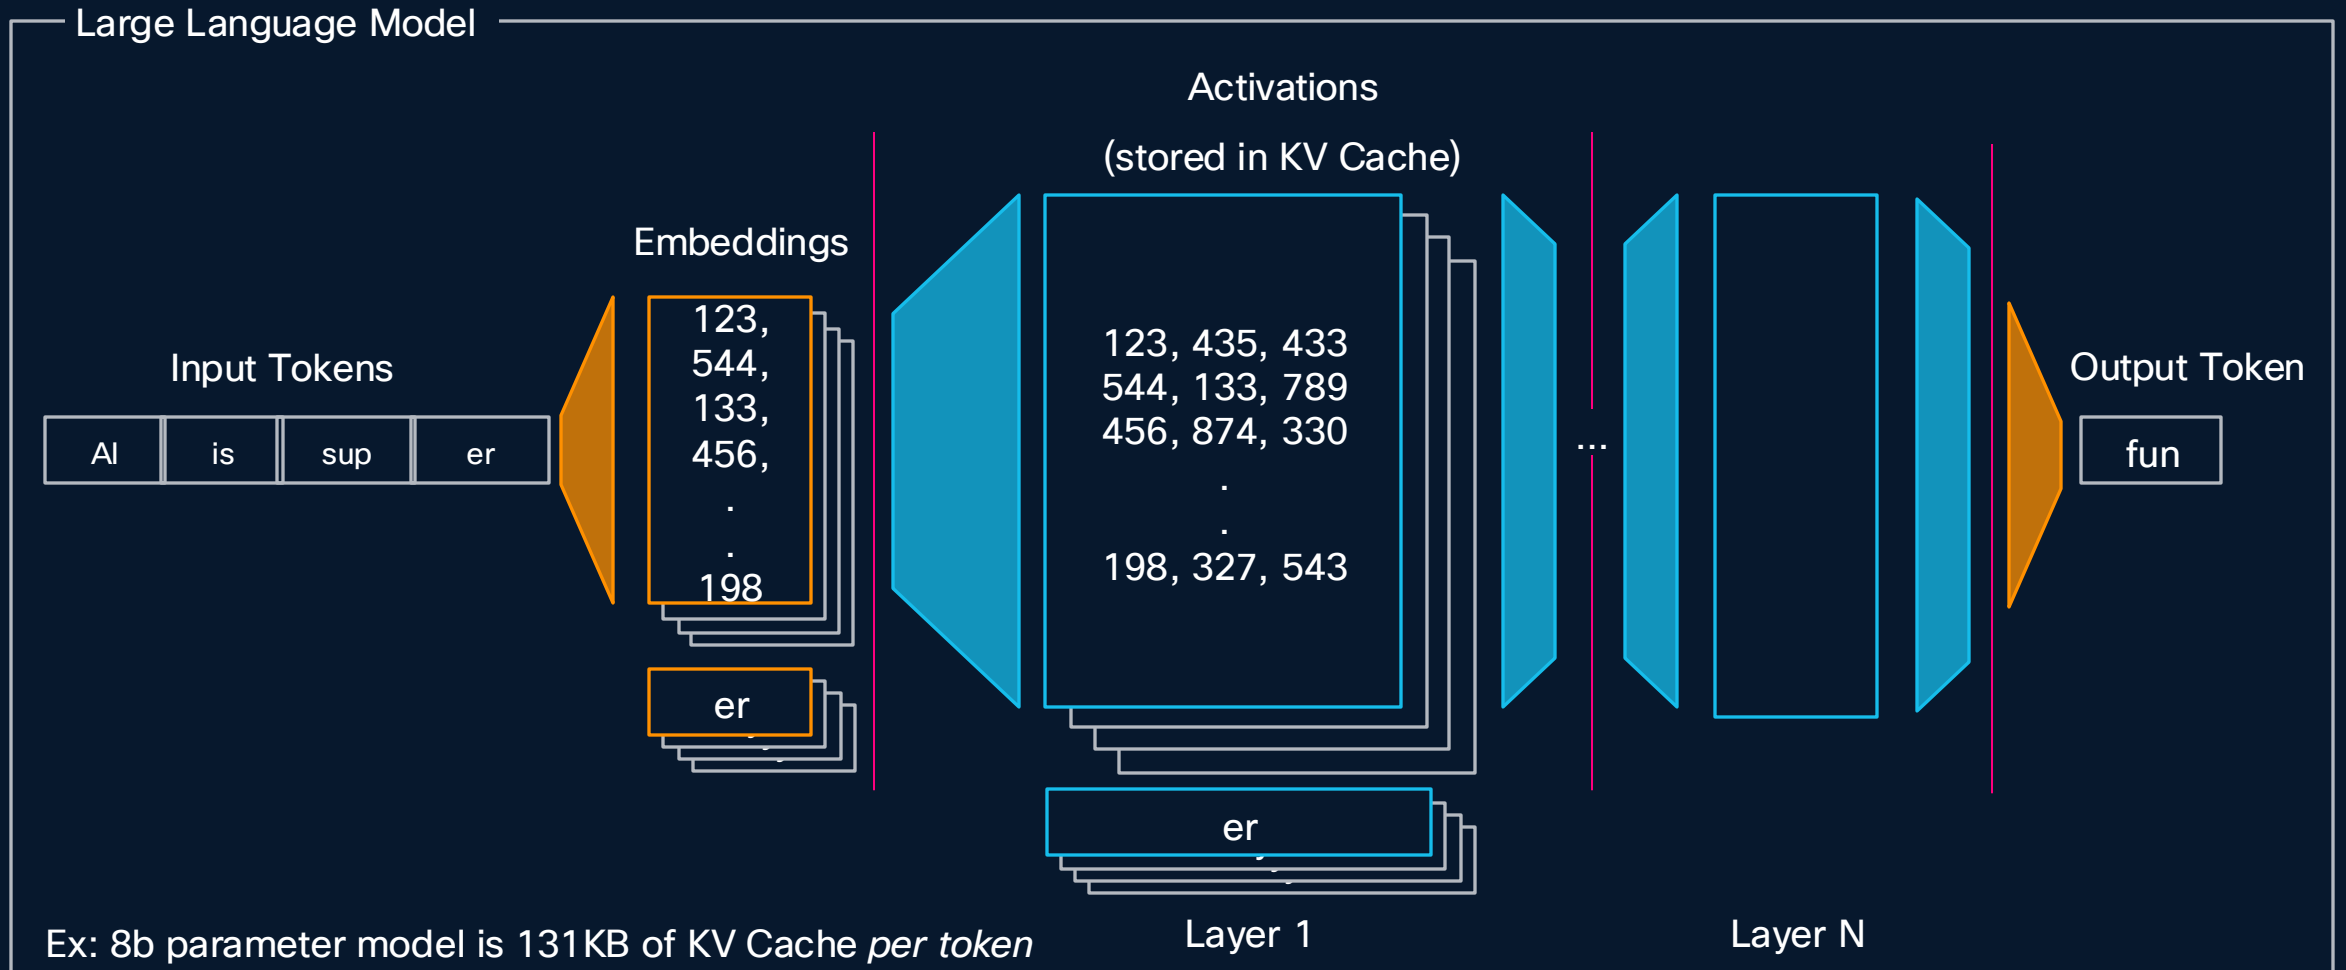 Large Language Model
Activations
(stored in KV Cache)
Embeddings
123,
544,
133,
456,
.
.
198
Input Tokens
AI is sup er
er
123, 435, 433
544, 133, 789
456, 874, 330
.
.
198, 327, 543
er
...
Output Token
fun
Layer 1
Layer N
Ex: 8b parameter model is 131KB of KV Cache per token